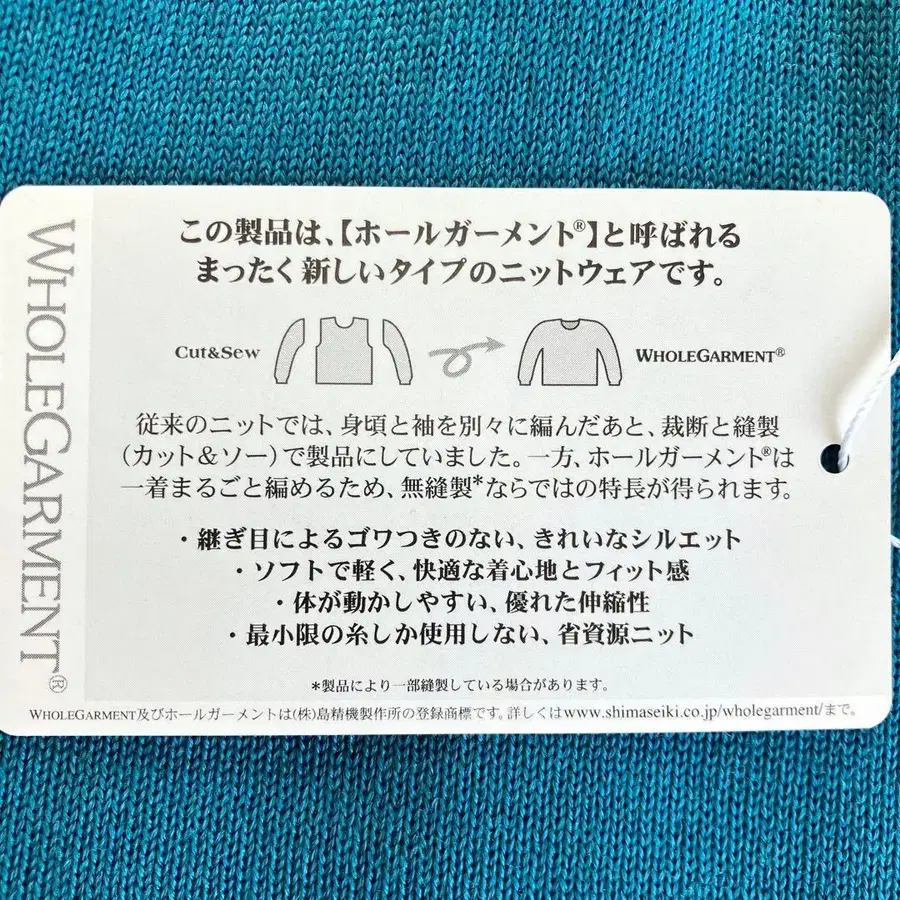 WHOLEGARMENT®
この製品は、【ホールガーメント®】と呼ばれる
まったく新しいタイプのニットウェアです。
Cut&Sew
WHOLEGARMENT®
従来のニットでは、身頃と袖を別々に編んだあと、裁断と縫製
（カット＆ソー）で製品にしていました。一方、ホールガーメント®は
一着まるごと編めるため、無縫製*ならではの特長が得られます。
・継ぎ目によるゴワつきのない、きれいなシルエット
・ソフトで軽く、快適な着心地とフィット感
・体が動かしやすい、優れた伸縮性
・最小限の糸しか使用しない、省資源ニット
*製品により一部縫製している場合があります。
WHOLEGARMENT及びホールガーメントは(株)島精機製作所の登録商標です。詳しくはwww.shimaseiki.co.jp/wholegarment/まで。